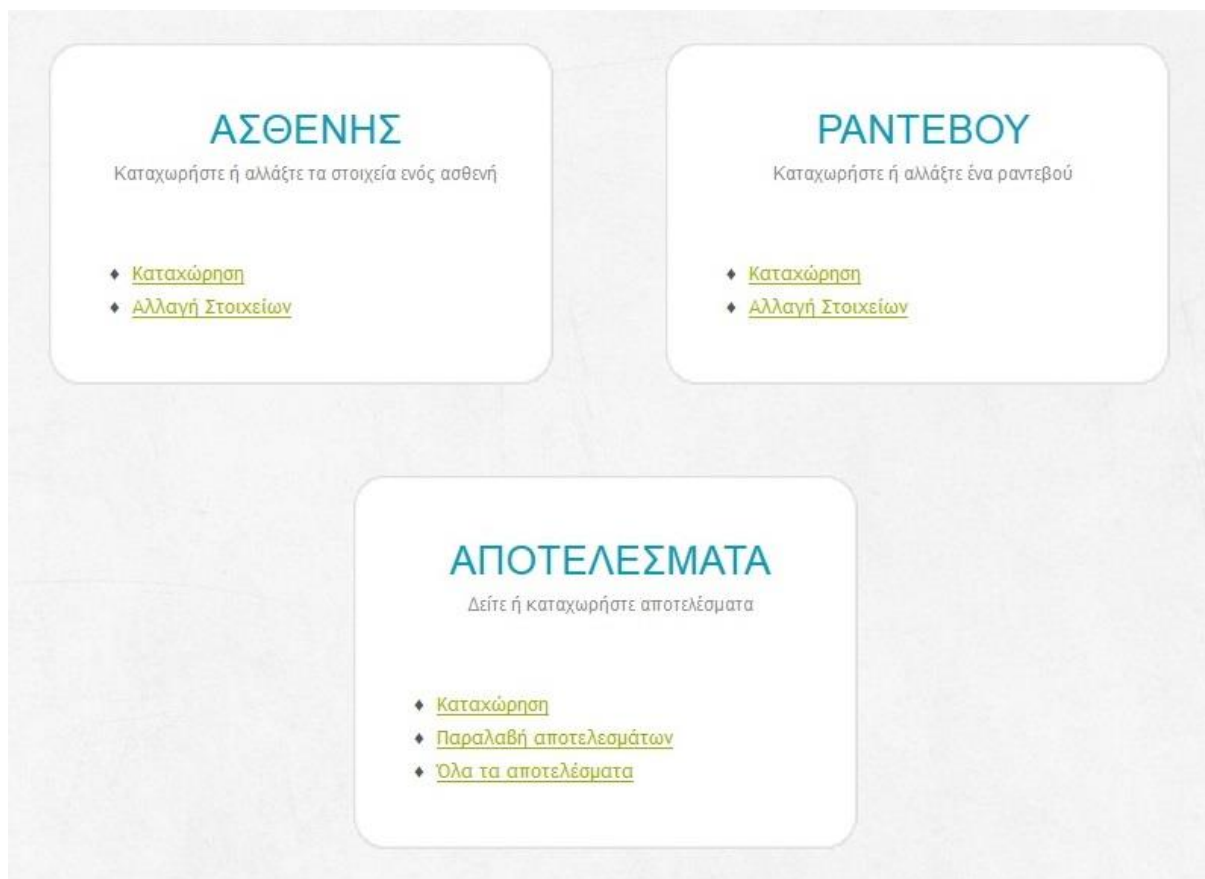 ΑΣΘΕΝΗΣ
Καταχωρήστε ή αλλάξτε τα στοιχεία ενός ασθενή
♦ Καταχώρηση
♦ Αλλαγή Στοιχείων
ΡΑΝΤΕΒΟΥ
Καταχωρήστε ή αλλάξτε ένα ραντεβού
♦ Καταχώρηση
♦ Αλλαγή Στοιχείων
ΑΠΟΤΕΛΕΣΜΑΤΑ
Δείτε ή καταχωρήστε αποτελέσματα
♦ Καταχώρηση
♦ Παραλαβή αποτελεσμάτων
♦ Όλα τα αποτελέσματα